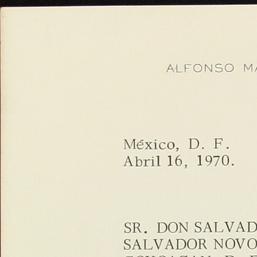 ALFONSO MA
México, D. F.
Abril 16, 1970.
SR. DON SALVAD
SALVADOR NOVO